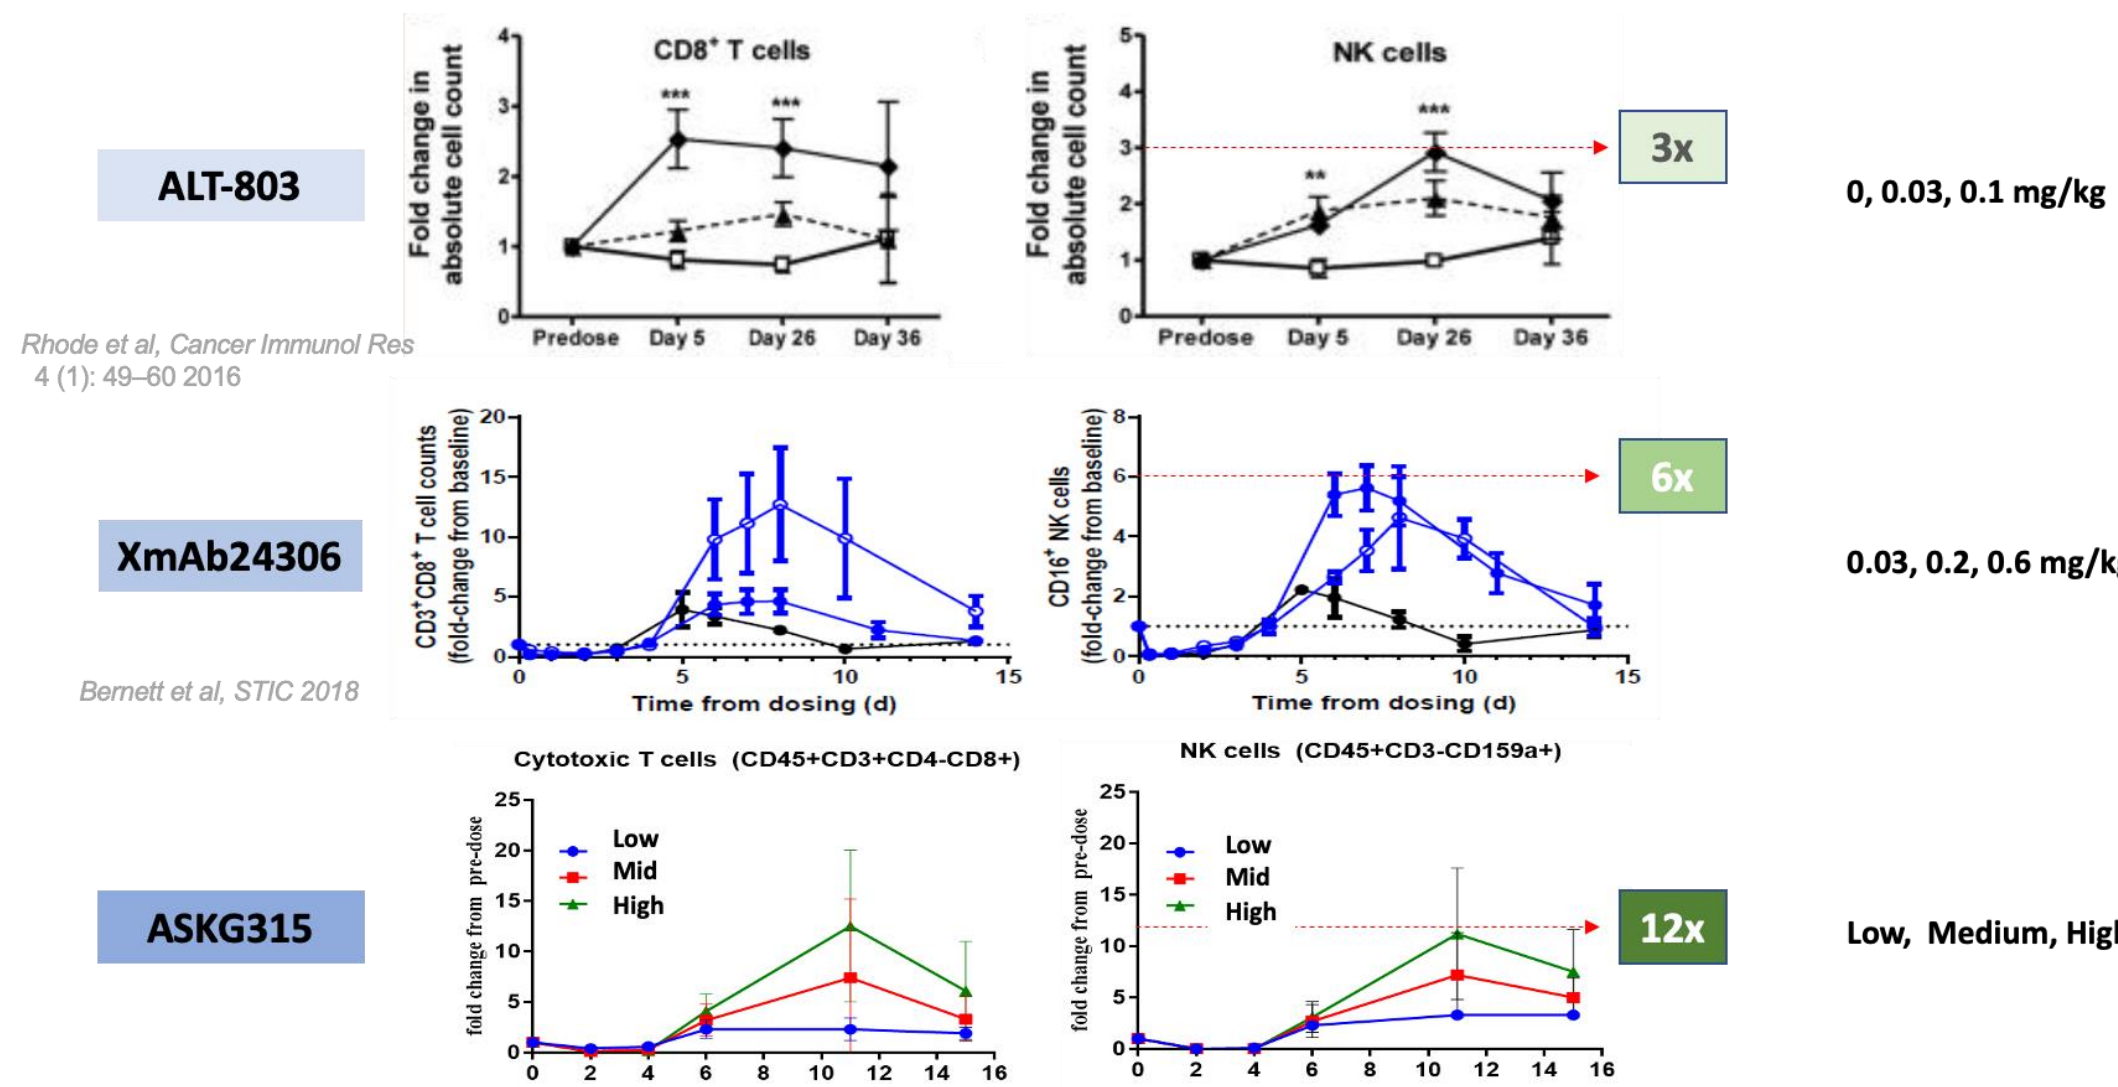 ALT-803
Rhode et al, Cancer Immunol Res
4 (1): 49–60 2016
Fold change in
absolute cell count
CD8⁺ T cells
4
3
2
1
0
***
***
Predose Day 5 Day 26 Day 36
Fold change in
absolute cell count
NK cells
5
4
3
2
1
0
**
***
Predose Day 5 Day 26 Day 36
3x
0, 0.03, 0.1 mg/kg
XmAb24306
Bernett et al, STIC 2018
CD3⁺CD8⁺ T cell counts
(fold-change from baseline)
20
15
10
5
0
0 5 10 15
Time from dosing (d)
CD16⁺ NK cells
(fold-change from baseline)
8
6
4
2
0
0 5 10 15
Time from dosing (d)
6x
0.03, 0.2, 0.6 mg/k
ASKG315
Cytotoxic T cells (CD45+CD3+CD4-CD8+)
fold change from pre-dose
25
20
15
10
5
0
Low
Mid
High
0 2 4 6 8 10 12 14 16
NK cells (CD45+CD3-CD159a+)
fold change from pre-dose
25
20
15
10
5
0
Low
Mid
High
0 2 4 6 8 10 12 14 16
12x
Low, Medium, Hig